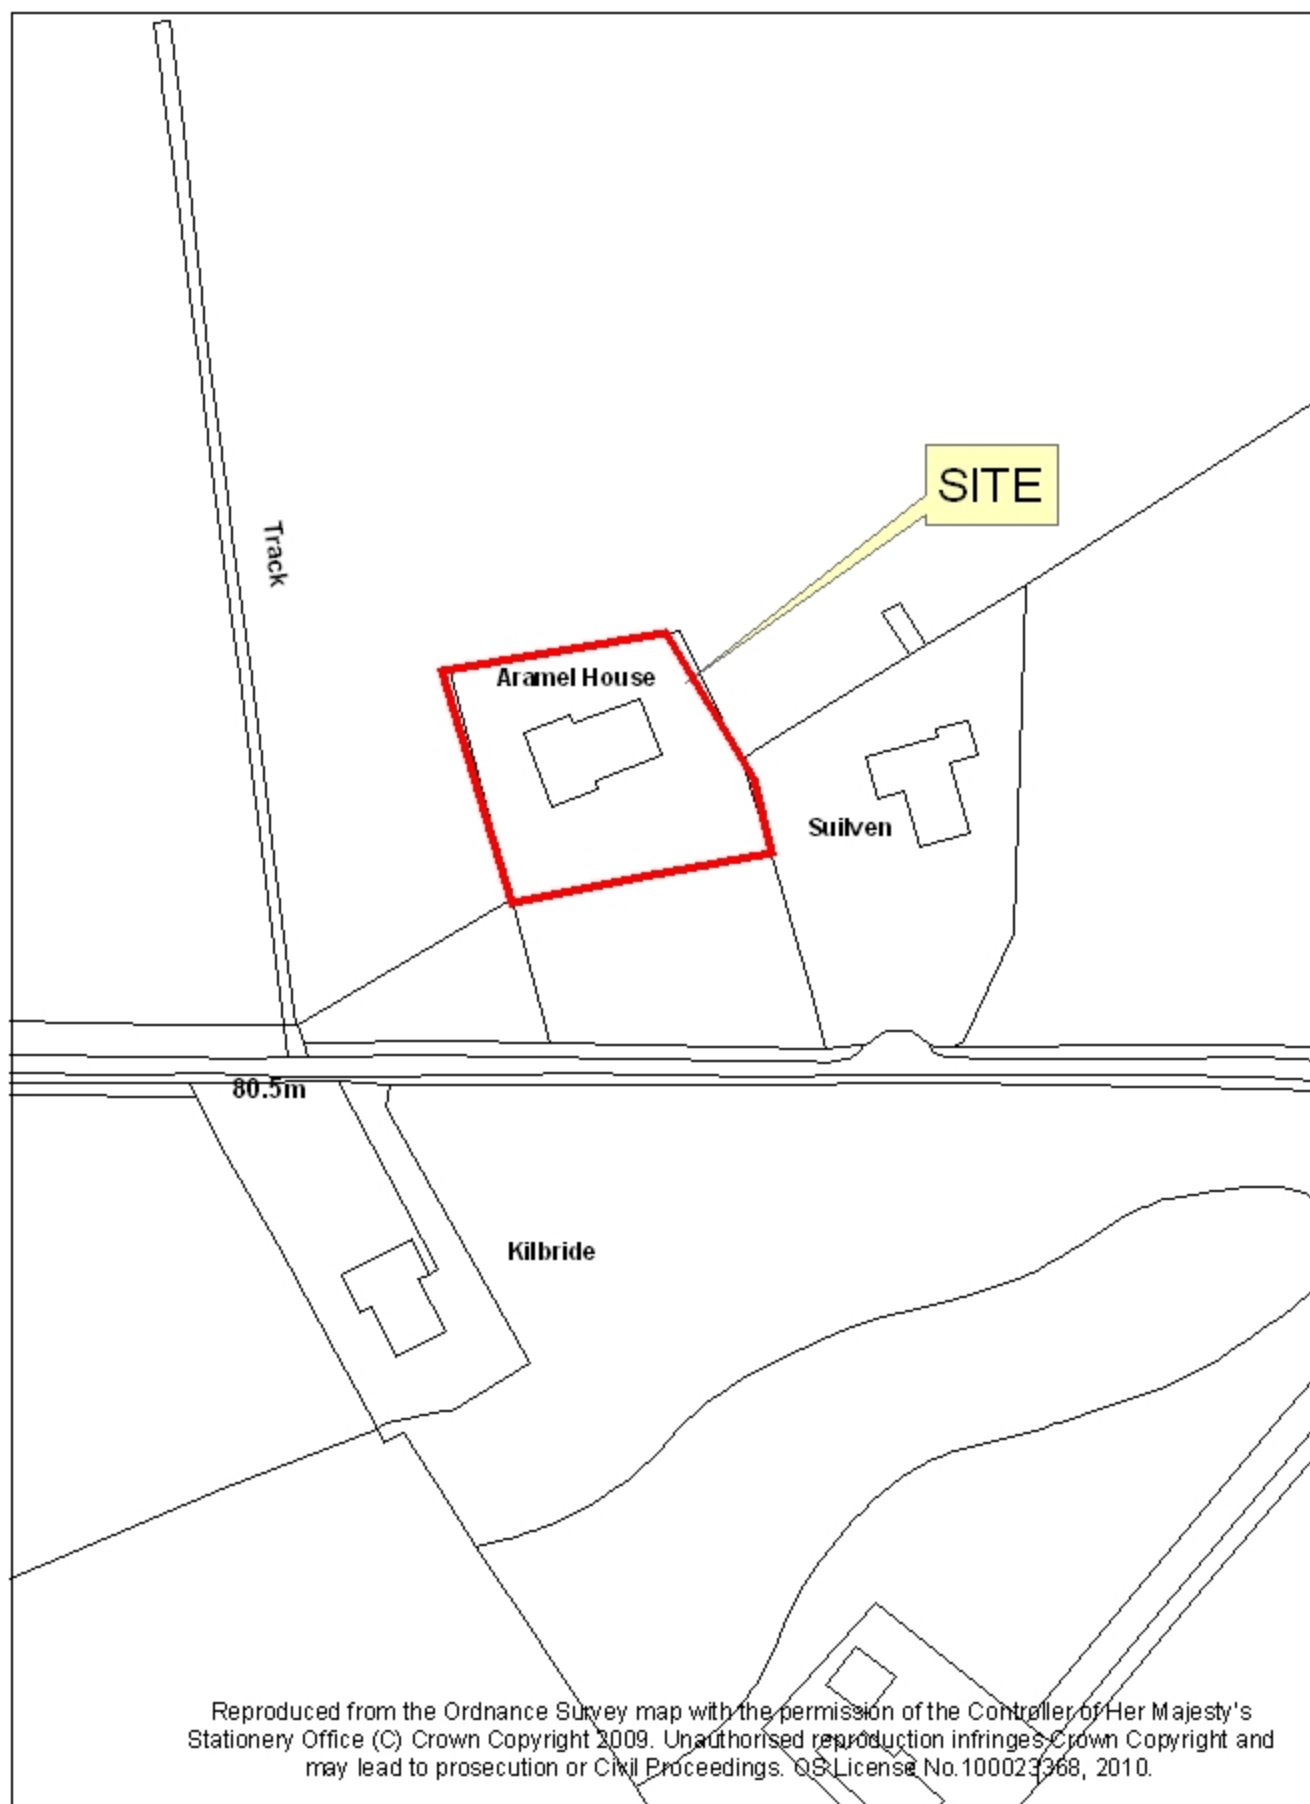 SITE
Track
Aramel House
Suilven
80.5m
Kilbride
Reproduced from the Ordnance Survey map with the permission of the Controller of Her Majesty's
Stationery Office (C) Crown Copyright 2009. Unauthorised reproduction infringes Crown Copyright and
may lead to prosecution or Civil Proceedings. OS License No.100023368, 2010.